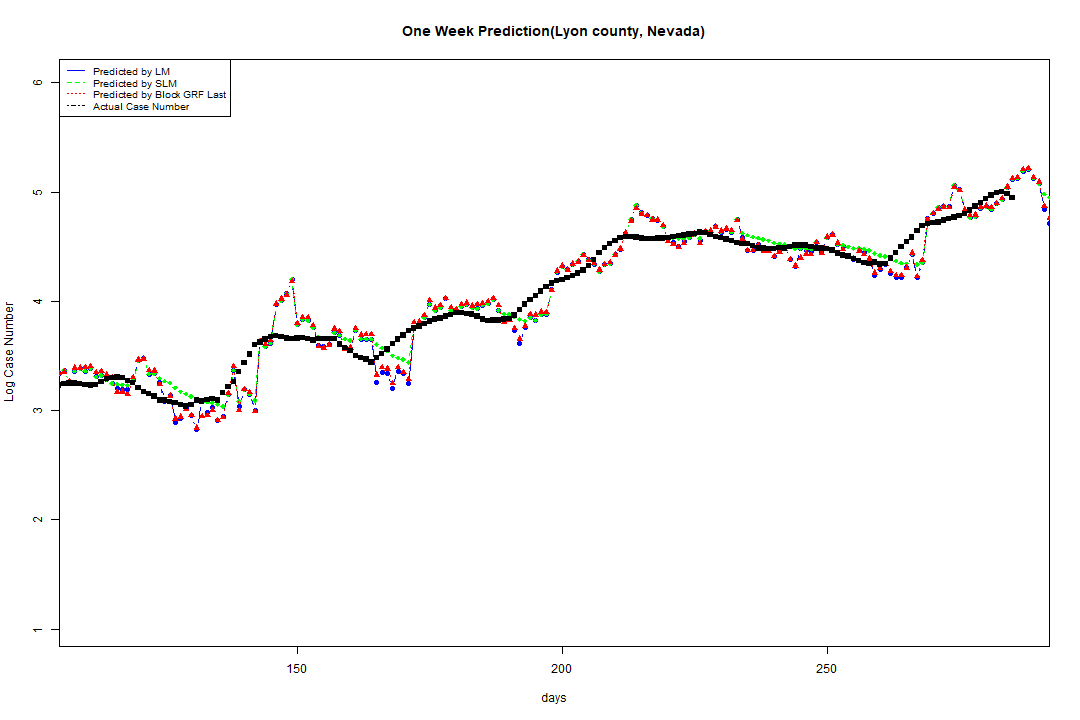 One Week Prediction(Lyon county, Nevada)
Predicted by LM
Predicted by SLM
Predicted by Block GRF Last
Actual Case Number
6
5
4
3
2
1
Log Case Number
150
200
250
days